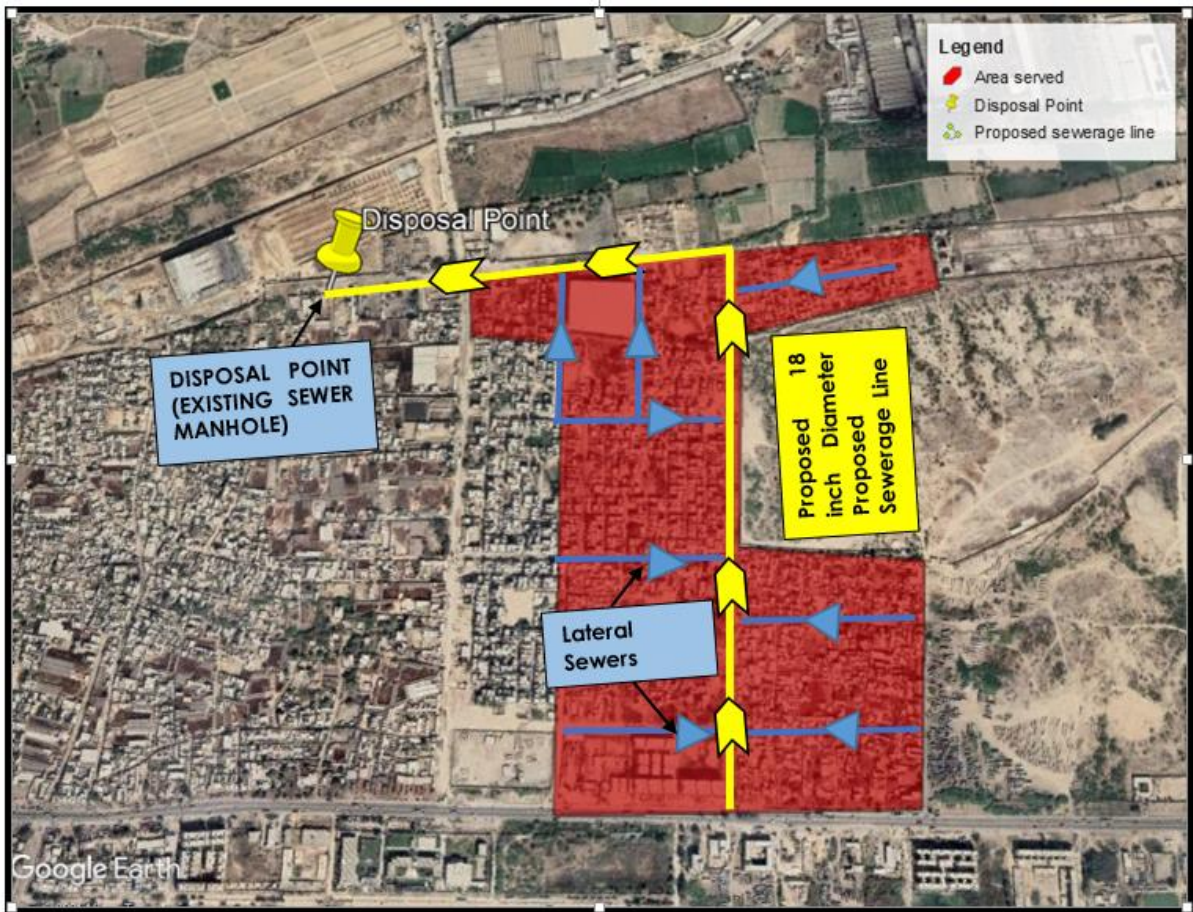 Legend
Area served
Disposal Point
Proposed sewerage line
Disposal Point
DISPOSAL POINT
(EXISTING SEWER
MANHOLE)
Proposed 18
inch Diameter
Proposed
Sewerage Line
Lateral
Sewers
Google Earth